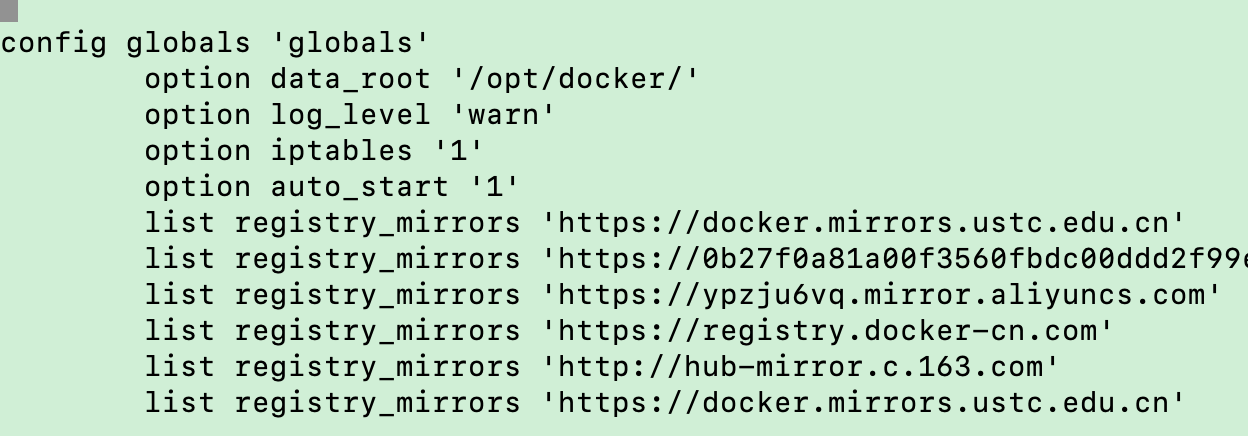 config globals 'globals'
        option data_root '/opt/docker/'
        option log_level 'warn'
        option iptables '1'
        option auto_start '1'
        list registry_mirrors 'https://docker.mirrors.ustc.edu.cn'
        list registry_mirrors 'https://0b27f0a81a00f3560fbdc00ddd2f99e
        list registry_mirrors 'https://ypzju6vq.mirror.aliyuncs.com'
        list registry_mirrors 'https://registry.docker-cn.com'
        list registry_mirrors 'http://hub-mirror.c.163.com'
        list registry_mirrors 'https://docker.mirrors.ustc.edu.cn'